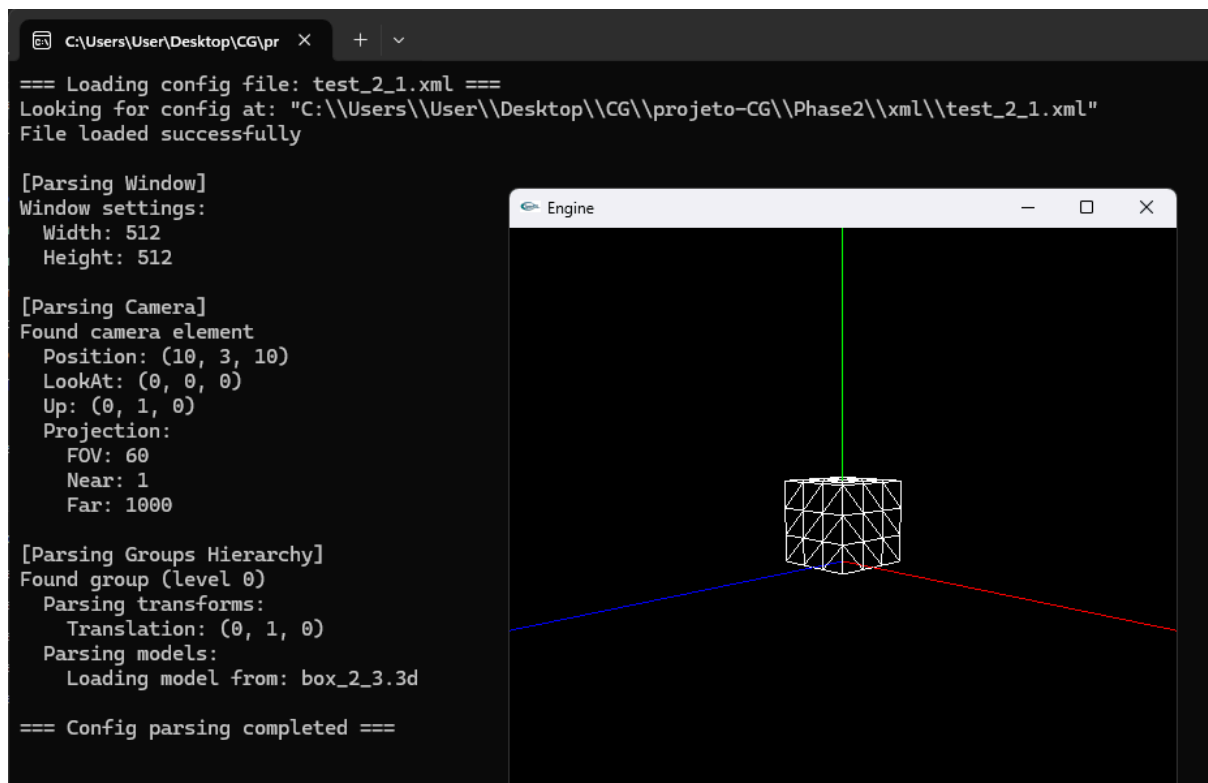 C:\Users\User\Desktop\CG\pr
=== Loading config file: test_2_1.xml ===
Looking for config at: "C:\\Users\\User\\Desktop\\CG\\projeto-CG\\Phase2\\xml\\test_2_1.xml"
File loaded successfully
[Parsing Window]
Window settings:
Width: 512
Height: 512
[Parsing Camera]
Found camera element
Position: (10, 3, 10)
LookAt: (0, 0, 0)
Up: (0, 1, 0)
Projection:
FOV: 60
Near: 1
Far: 1000
[Parsing Groups Hierarchy]
Found group (level 0)
Parsing transforms:
Translation: (0, 1, 0)
Parsing models:
Loading model from: box_2_3.3d
=== Config parsing completed ===
Engine